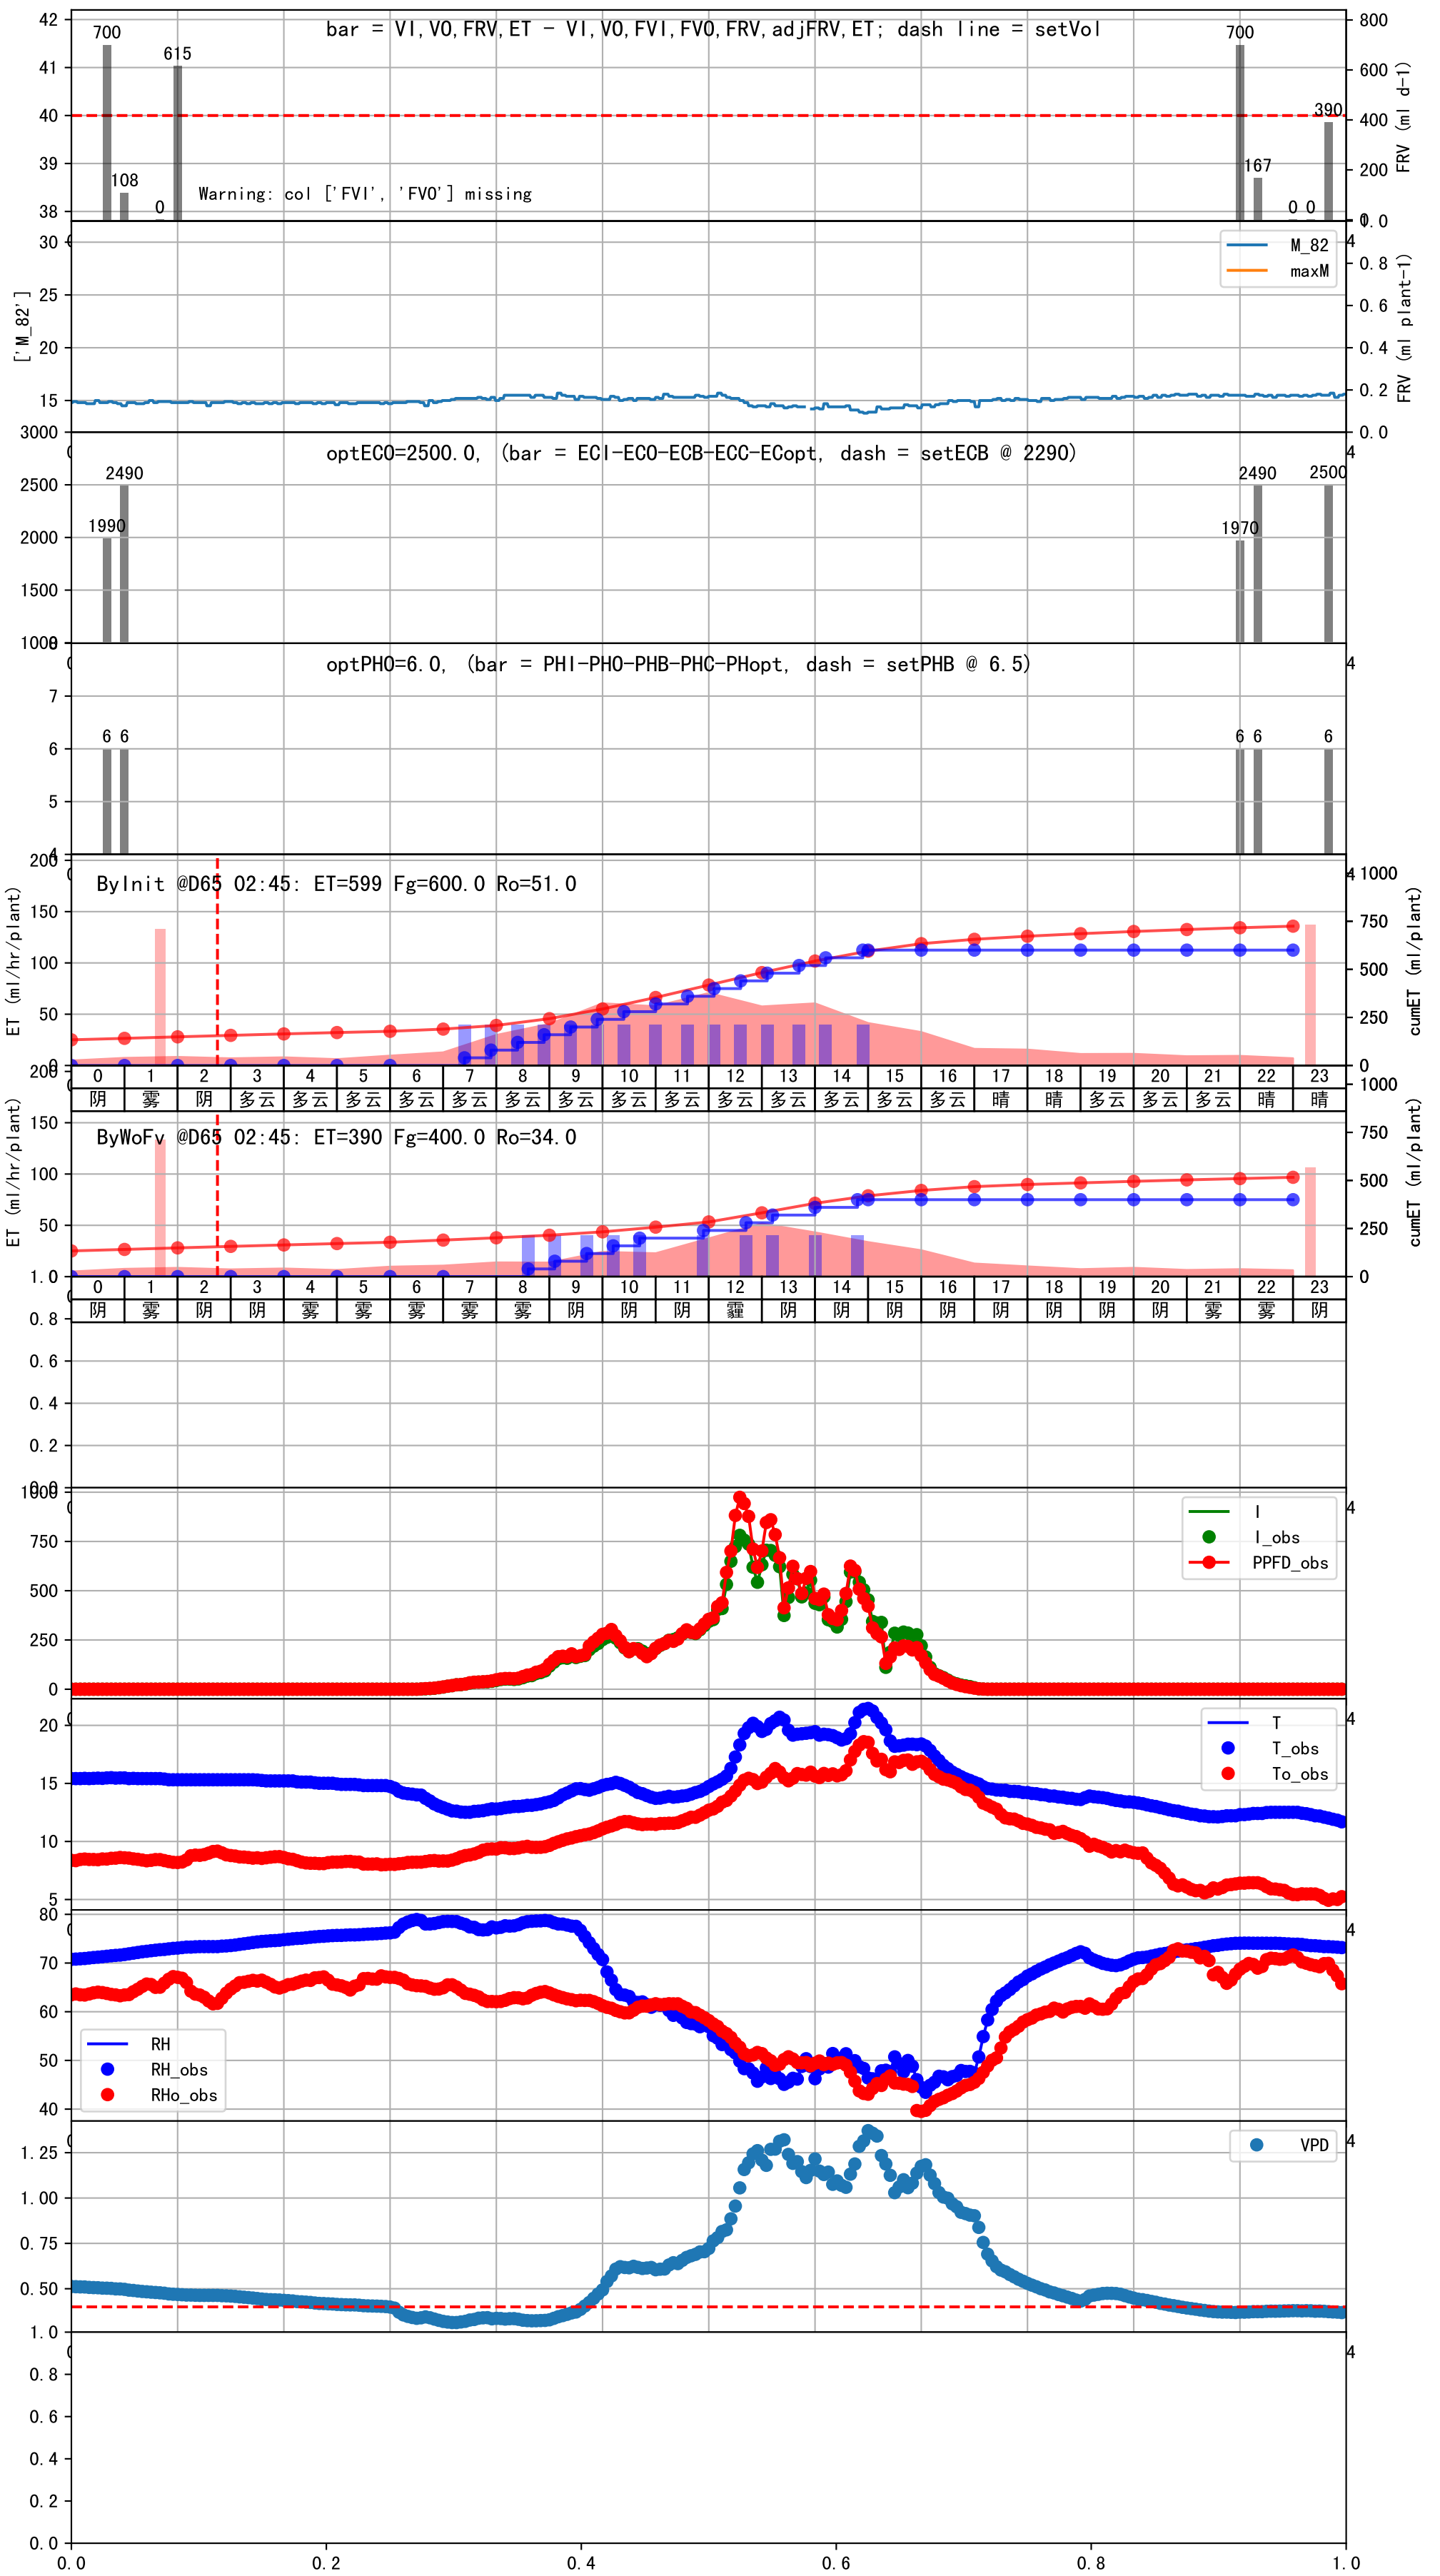 bar = VI,VO,FRV,ET - VI,VO,FVI,FVO,FRV,adjFRV,ET; dash line = setVol
42 41 40 39 38
700 108 0 615 700 167 0 0 390
Warning: col ['FVI', 'FVO'] missing
800 600 400 200
FRV (ml d-1)
['M_82']
30 25 20 15
M_82
maxM
1.0 0.8 0.6 0.4 0.2 0.0
FRV (ml plant-1)
optECO=2500.0, (bar = ECI-ECO-ECB-ECC-ECopt, dash = setECB @ 2290)
3000 2500 2000 1500 1000
1990 2490 1970 2490 2500
optPHO=6.0, (bar = PHI-PHO-PHB-PHC-PHopt, dash = setPHB @ 6.5)
7 6 5 4
6 6 6 6 6
ByInit @D65 02:45: ET=599 Fg=600.0 Ro=51.0
ET (ml/hr/plant)
200 150 100 50 0
cumET (ml/plant)
1000 750 500 250 0
0 1 2 3 4 5 6 7 8 9 10 11 12 13 14 15 16 17 18 19 20 21 22 23
阴 雾 阴 多云 多云 多云 多云 多云 多云 多云 多云 多云 多云 多云 多云 多云 多云 晴 晴 多云 多云 多云 晴 晴
ByWoFv @D65 02:45: ET=390 Fg=400.0 Ro=34.0
ET (ml/hr/plant)
200 150 100 50
cumET (ml/plant)
1000 750 500 250 0
0 1 2 3 4 5 6 7 8 9 10 11 12 13 14 15 16 17 18 19 20 21 22 23
阴 雾 阴 阴 雾 雾 雾 雾 雾 阴 阴 阴 霾 阴 阴 阴 阴 阴 阴 阴 阴 雾 雾 阴
1.0 0.8 0.6 0.4 0.2 0.0
1000 750 500 250 0
I
I_obs
PPFD_obs
20 15 10 5
T
T_obs
To_obs
80 70 60 50 40
RH
RH_obs
RHo_obs
1.25 1.00 0.75 0.50
VPD
1.0 0.8 0.6 0.4 0.2 0.0
0.0 0.2 0.4 0.6 0.8 1.0